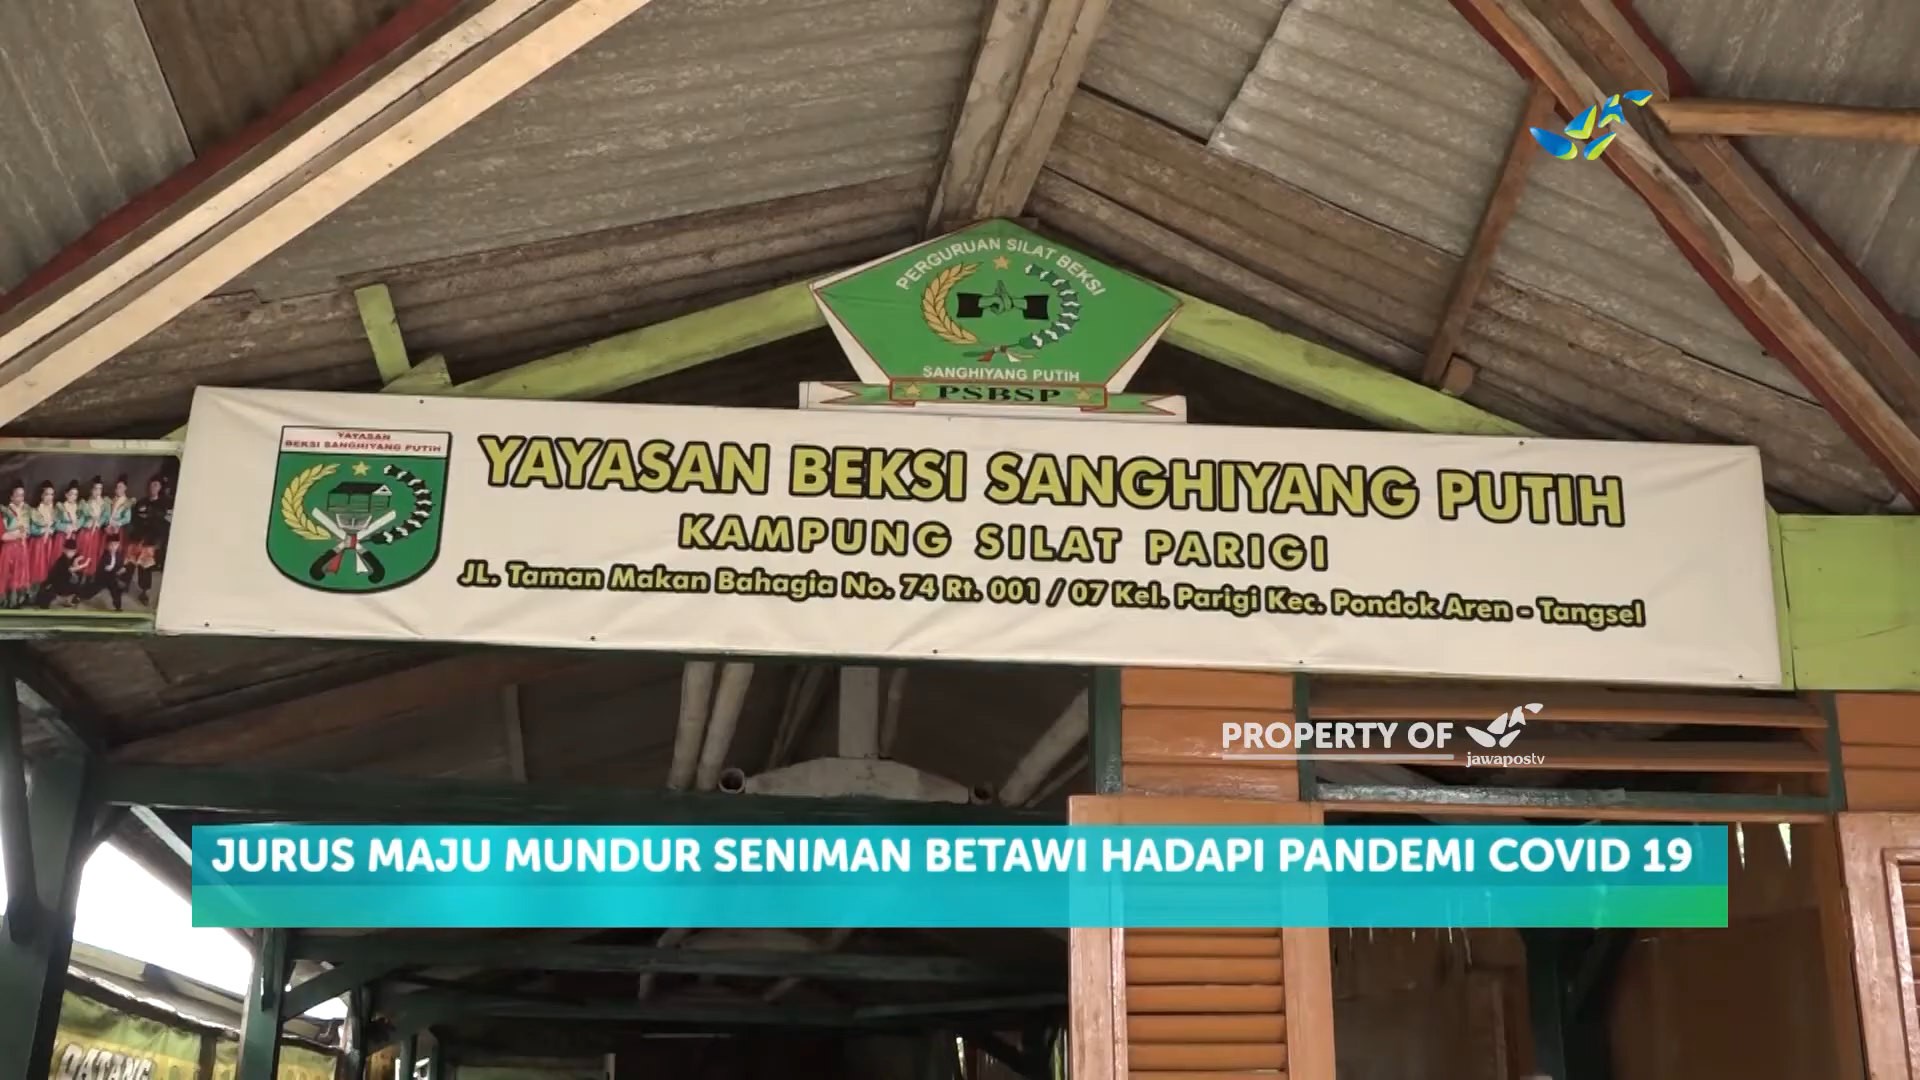 PERGURUAN SILAT BEKSI
SANGHIYANG PUTIH
PSBSP
YAYASAN
BEKSI SANGHIYANG PUTIH
YAYASAN BEKSI SANGHIYANG PUTIH
KAMPUNG SILAT PARIGI
JL. Taman Makan Bahagia No. 74 Rt. 001 / 07 Kel. Parigi Kec. Pondok Aren - Tangsel
PROPERTY OF
jawapostv
JURUS MAJU MUNDUR SENIMAN BETAWI HADAPI PANDEMI COVID 19
DATANG